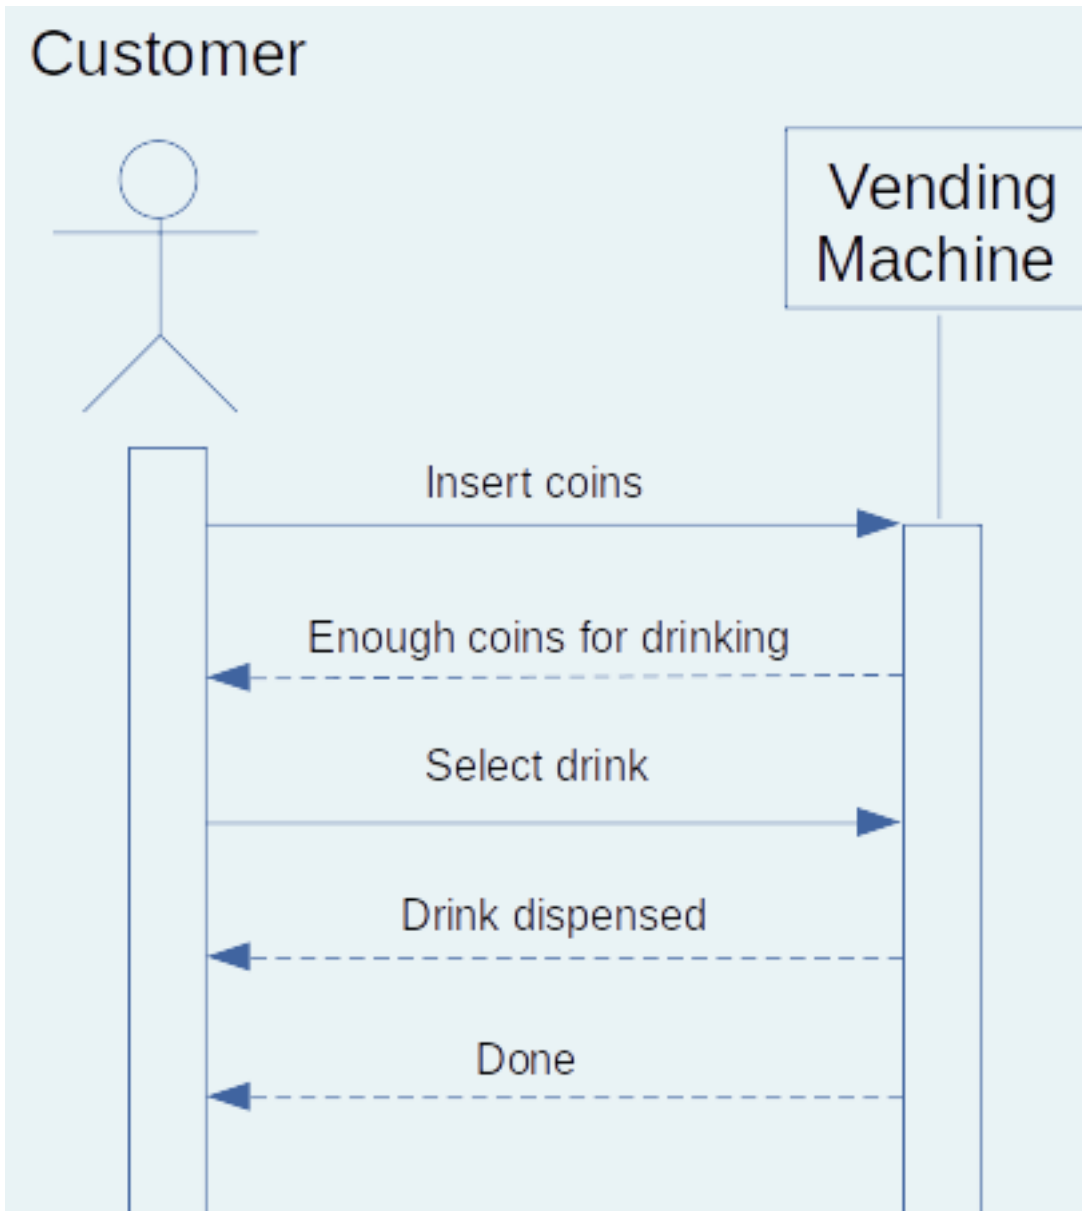 Customer
Vending
Machine
Insert coins
Enough coins for drinking
Select drink
Drink dispensed
Done